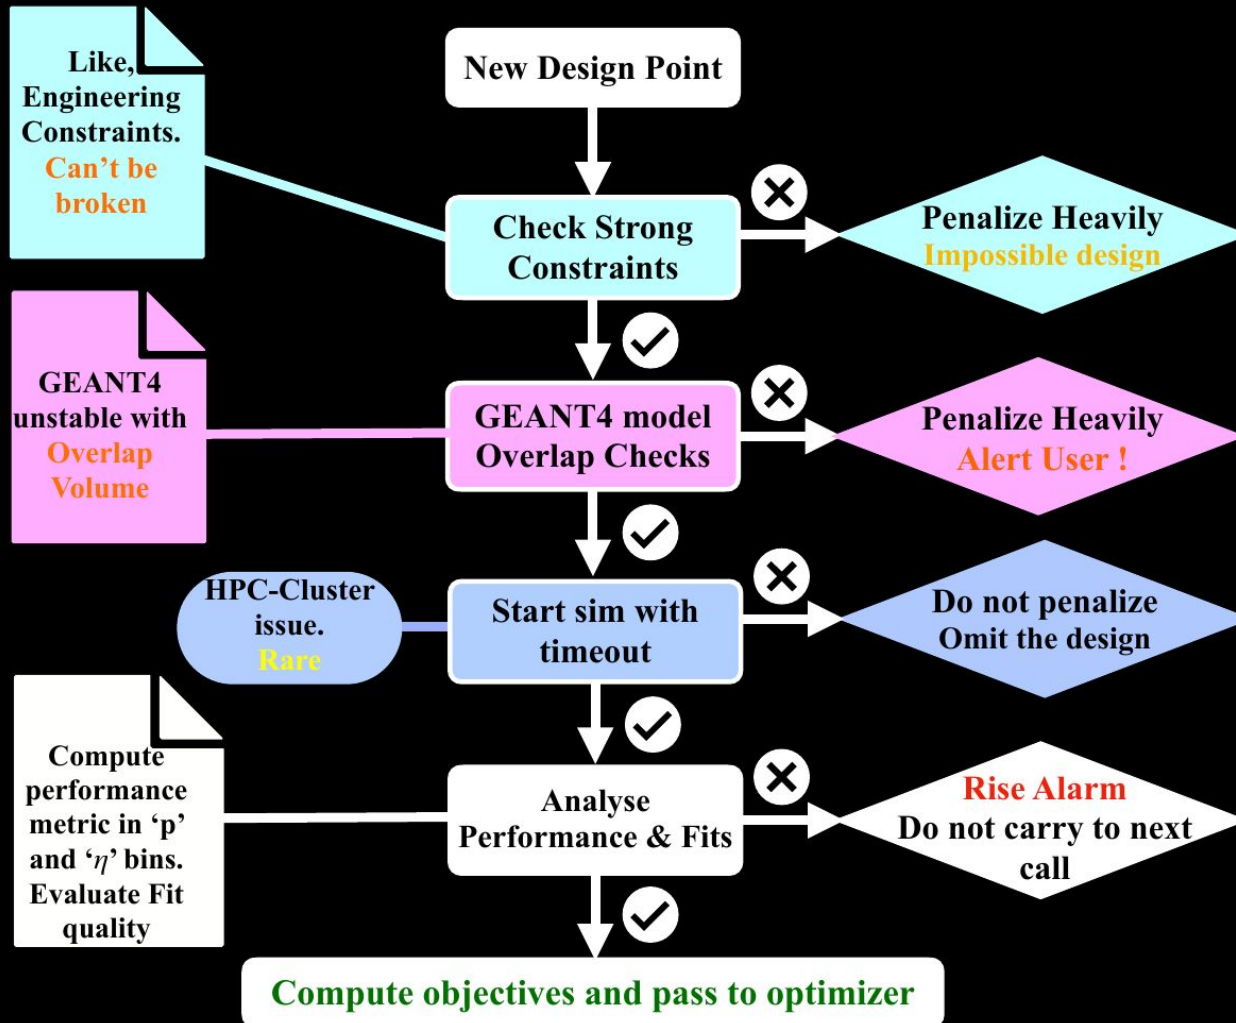 New Design Point
Like,
Engineering
Constraints.
Can't be
broken
Check Strong
Constraints
Penalize Heavily
Impossible design
GEANT4
unstable with
Overlap
Volume
GEANT4 model
Overlap Checks
Penalize Heavily
Alert User !
HPC-Cluster
issue.
Rare
Start sim with
timeout
Do not penalize
Omit the design
Compute
performance
metric in ‘p’
and ‘η’ bins.
Evaluate Fit
quality
Analyse
Performance & Fits
Rise Alarm
Do not carry to next
call
Compute objectives and pass to optimizer